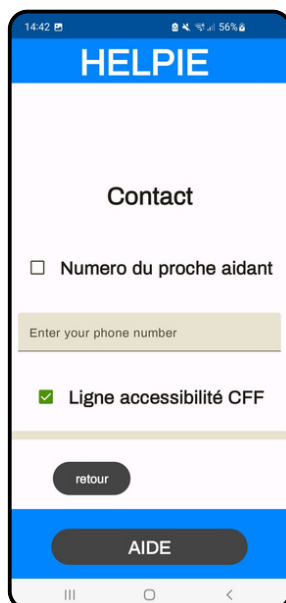 14:42 56%
HELPIE
Contact
Numero du proche aidant
Enter your phone number
Ligne accessibilité CFF
retour
AIDE